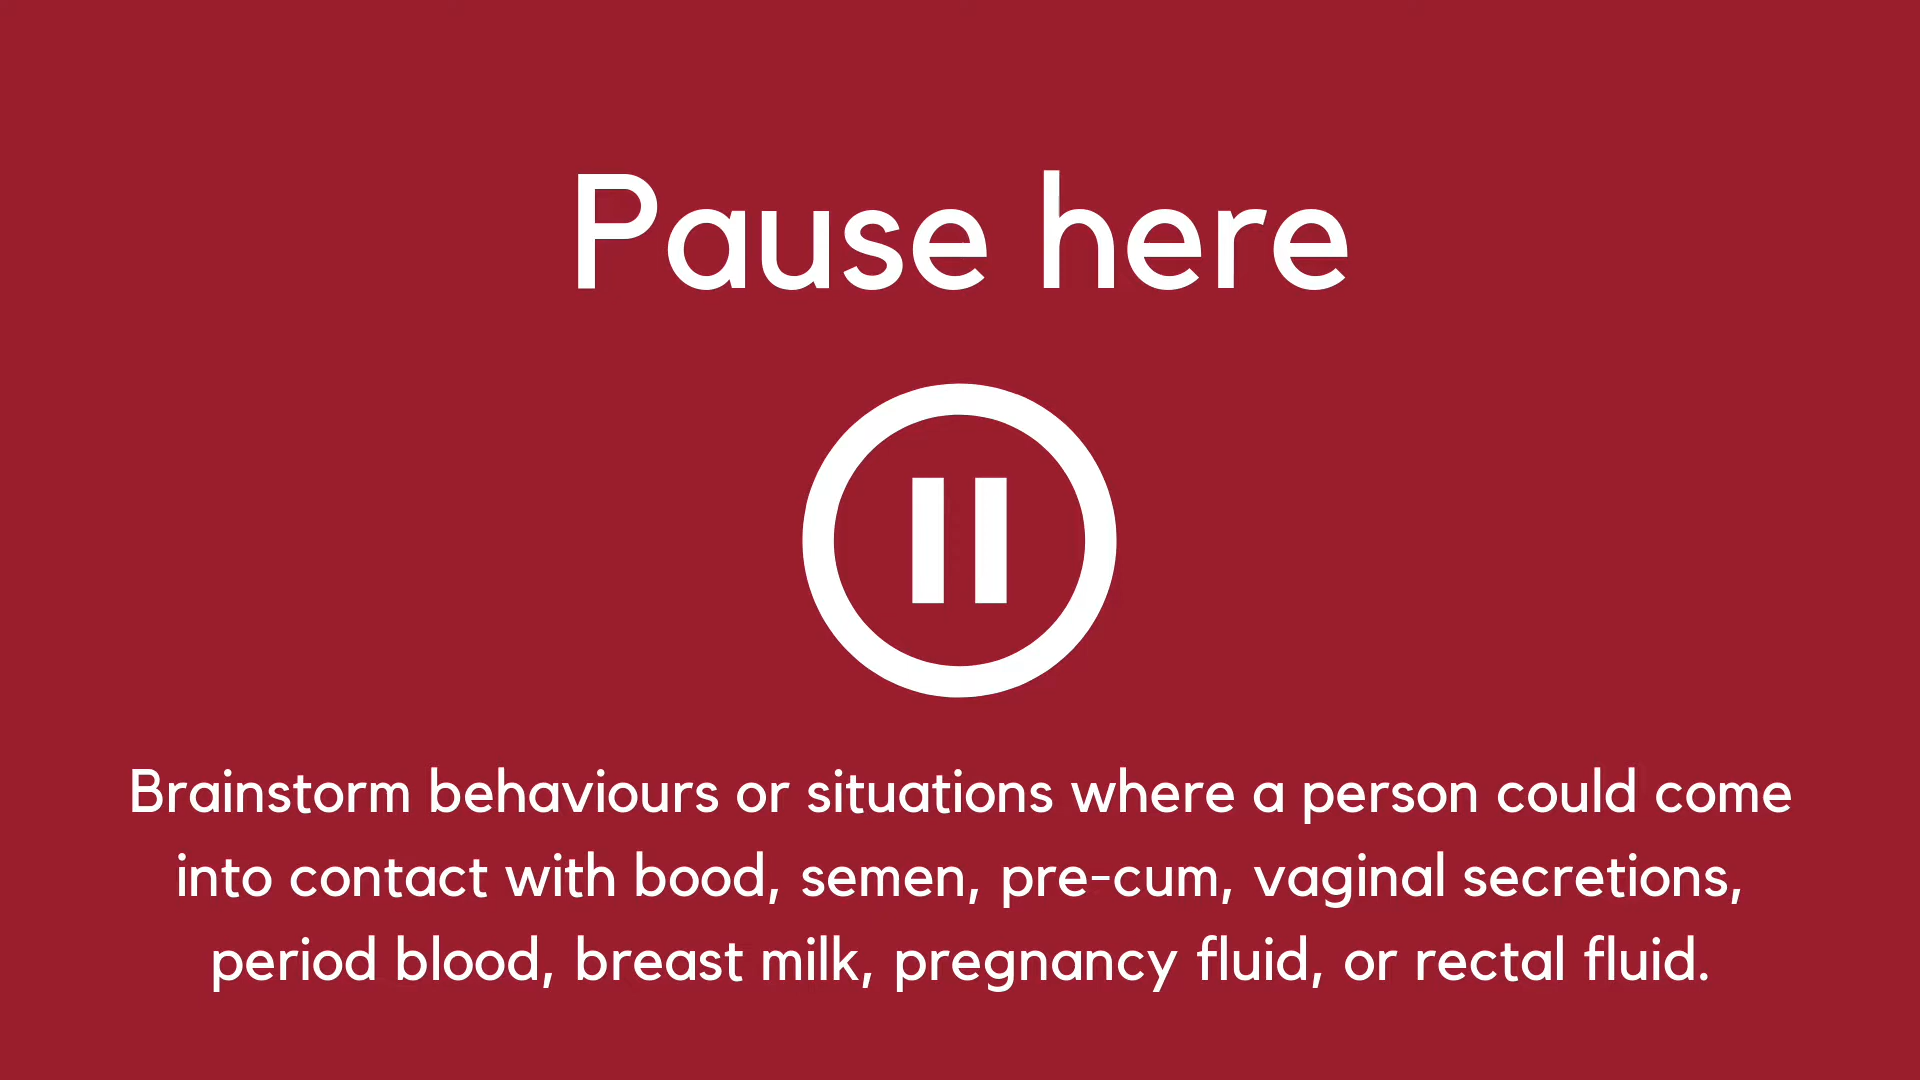 Pause here
Brainstorm behaviours or situations where a person could come
into contact with bood, semen, pre-cum, vaginal secretions,
period blood, breast milk, pregnancy fluid, or rectal fluid.